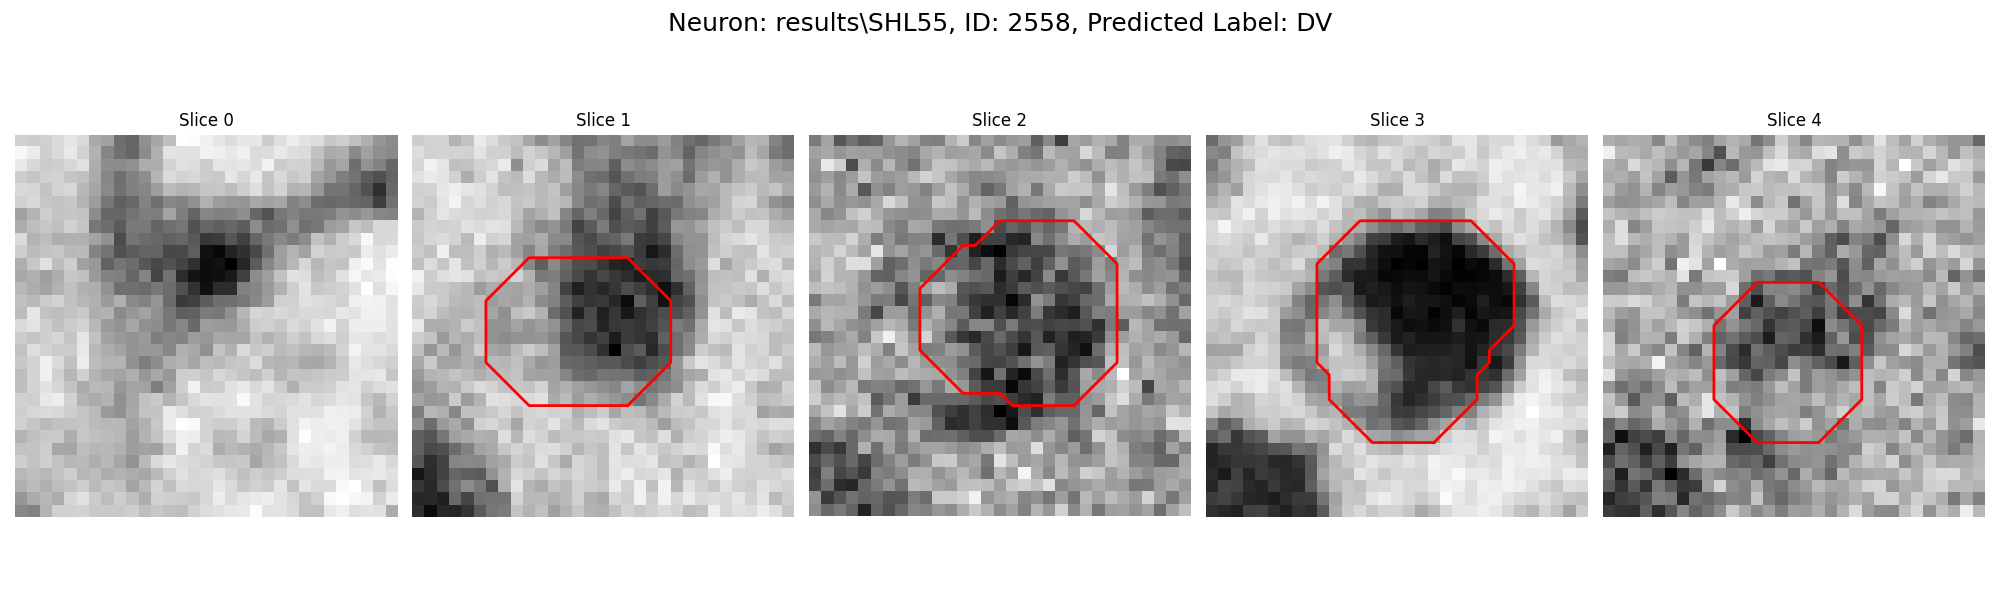 Neuron: results\SHL55, ID: 2558, Predicted Label: DV
Slice 0
Slice 1
Slice 2
Slice 3
Slice 4